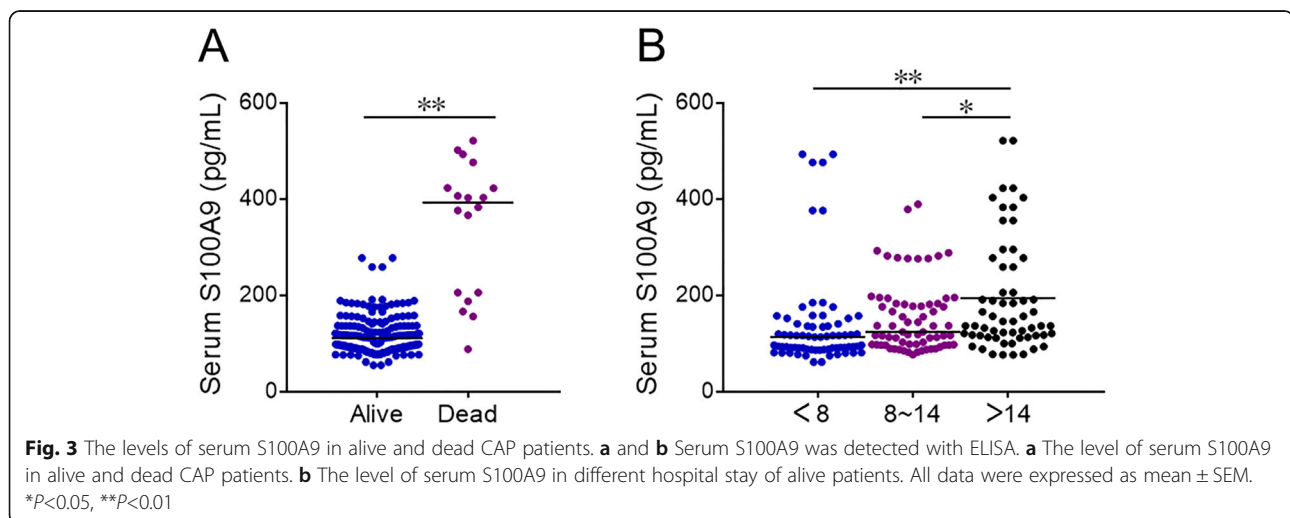 A
B
**
**
*
Serum S100A9 (pg/mL)
600
400
200
0
Alive
Dead
Serum S100A9 (pg/mL)
600
400
200
0
<8
8~14
>14
Fig. 3 The levels of serum S100A9 in alive and dead CAP patients. a and b Serum S100A9 was detected with ELISA. a The level of serum S100A9
in alive and dead CAP patients. b The level of serum S100A9 in different hospital stay of alive patients. All data were expressed as mean ± SEM.
*P<0.05, **P<0.01